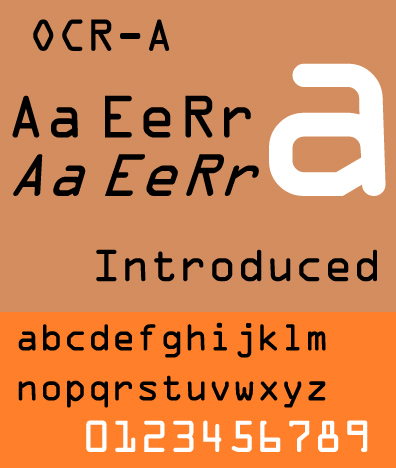 OCR-A
a
Aa EeRr
Aa EeRr
Introduced
abcdefghijklm
nopqrstuvwxyz
0123456789